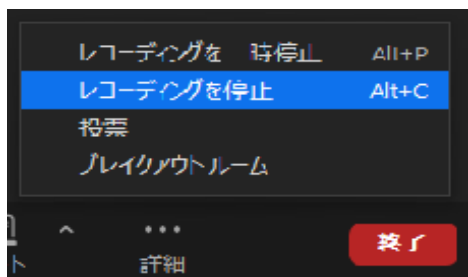 レコーディングを一時停止 Alt+P
レコーディングを停止 Alt+C
投票
ブレイクアウトルーム
ト
詳細
終了